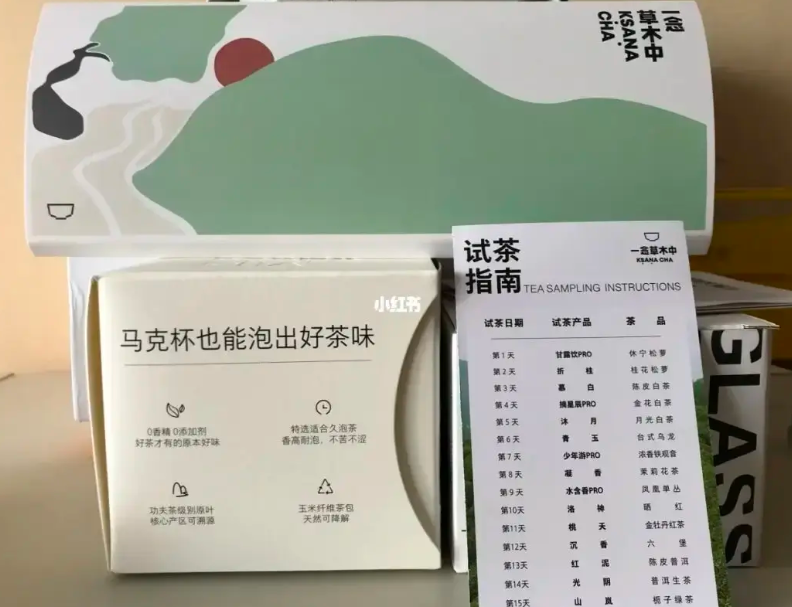 一念
草木中
KSANA
CHA
小红书
马克杯也能泡出好茶味
0香精 0添加剂
好茶才有的原本好味
特选适合久泡茶
香高耐泡，不苦不涩
功夫茶级别原叶
核心产区可溯源
玉米纤维茶包
天然可降解
试茶
指南 TEA SAMPLING INSTRUCTIONS
一念草木中
KSANA CHA
试茶日期 试茶产品 茶品
第1天 甘露饮PRO 休宁松萝
第2天 折桂 桂花松萝
第3天 慕白 陈皮白茶
第4天 摘星辰PRO 金花白茶
第5天 沐月 月光白茶
第6天 青玉 台式乌龙
第7天 少年游PRO 浓香铁观音
第8天 凝香 茉莉花茶
第9天 水含香PRO 凤凰单丛
第10天 洛神 晒红
第11天 桃夭 金牡丹红茶
第12天 沉香 六堡
第13天 红泥 陈皮普洱
第14天 光阴 普洱生茶
第15天 山岚 栀子绿茶
GLASS